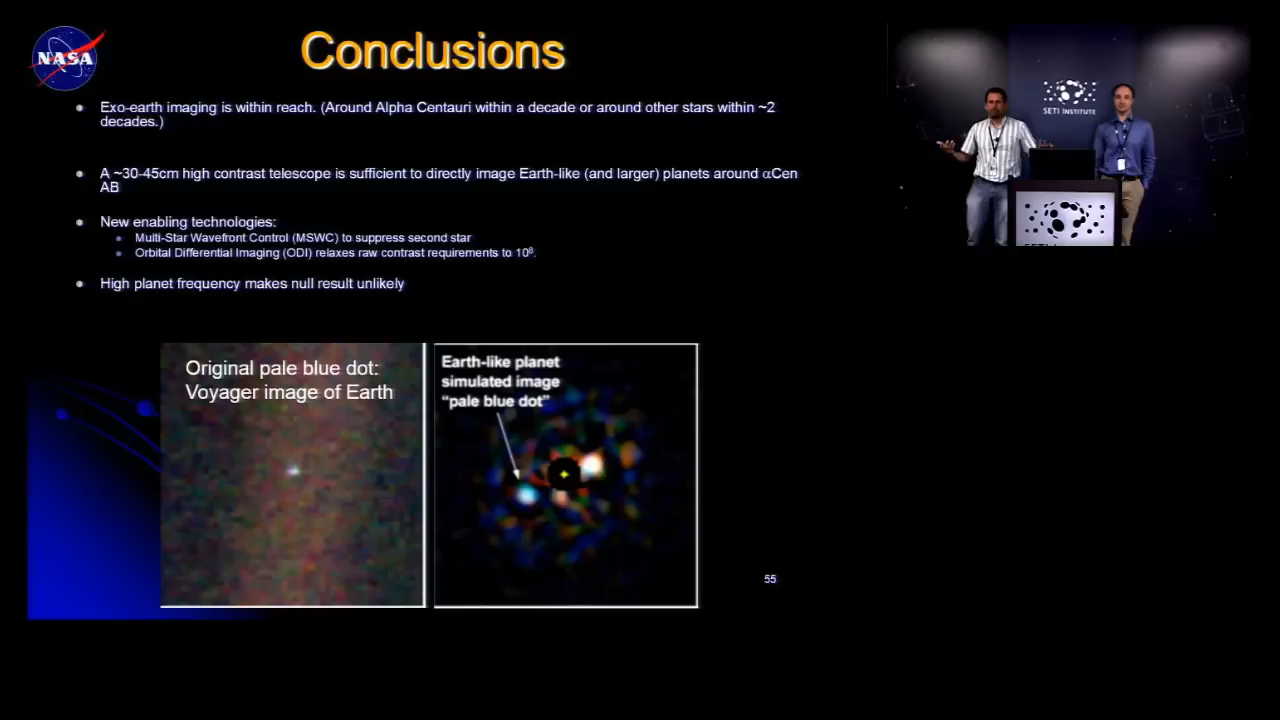 NASA
Conclusions
Exo-earth imaging is within reach. (Around Alpha Centauri within a decade or around other stars within ~2
decades.)
A ~30-45cm high contrast telescope is sufficient to directly image Earth-like (and larger) planets around αCen
AB
New enabling technologies:
Multi-Star Wavefront Control (MSWC) to suppress second star
Orbital Differential Imaging (ODI) relaxes raw contrast requirements to 10⁸.
High planet frequency makes null result unlikely
Original pale blue dot:
Voyager image of Earth
Earth-like planet
simulated image
“pale blue dot”
55
SETI INSTITUTE